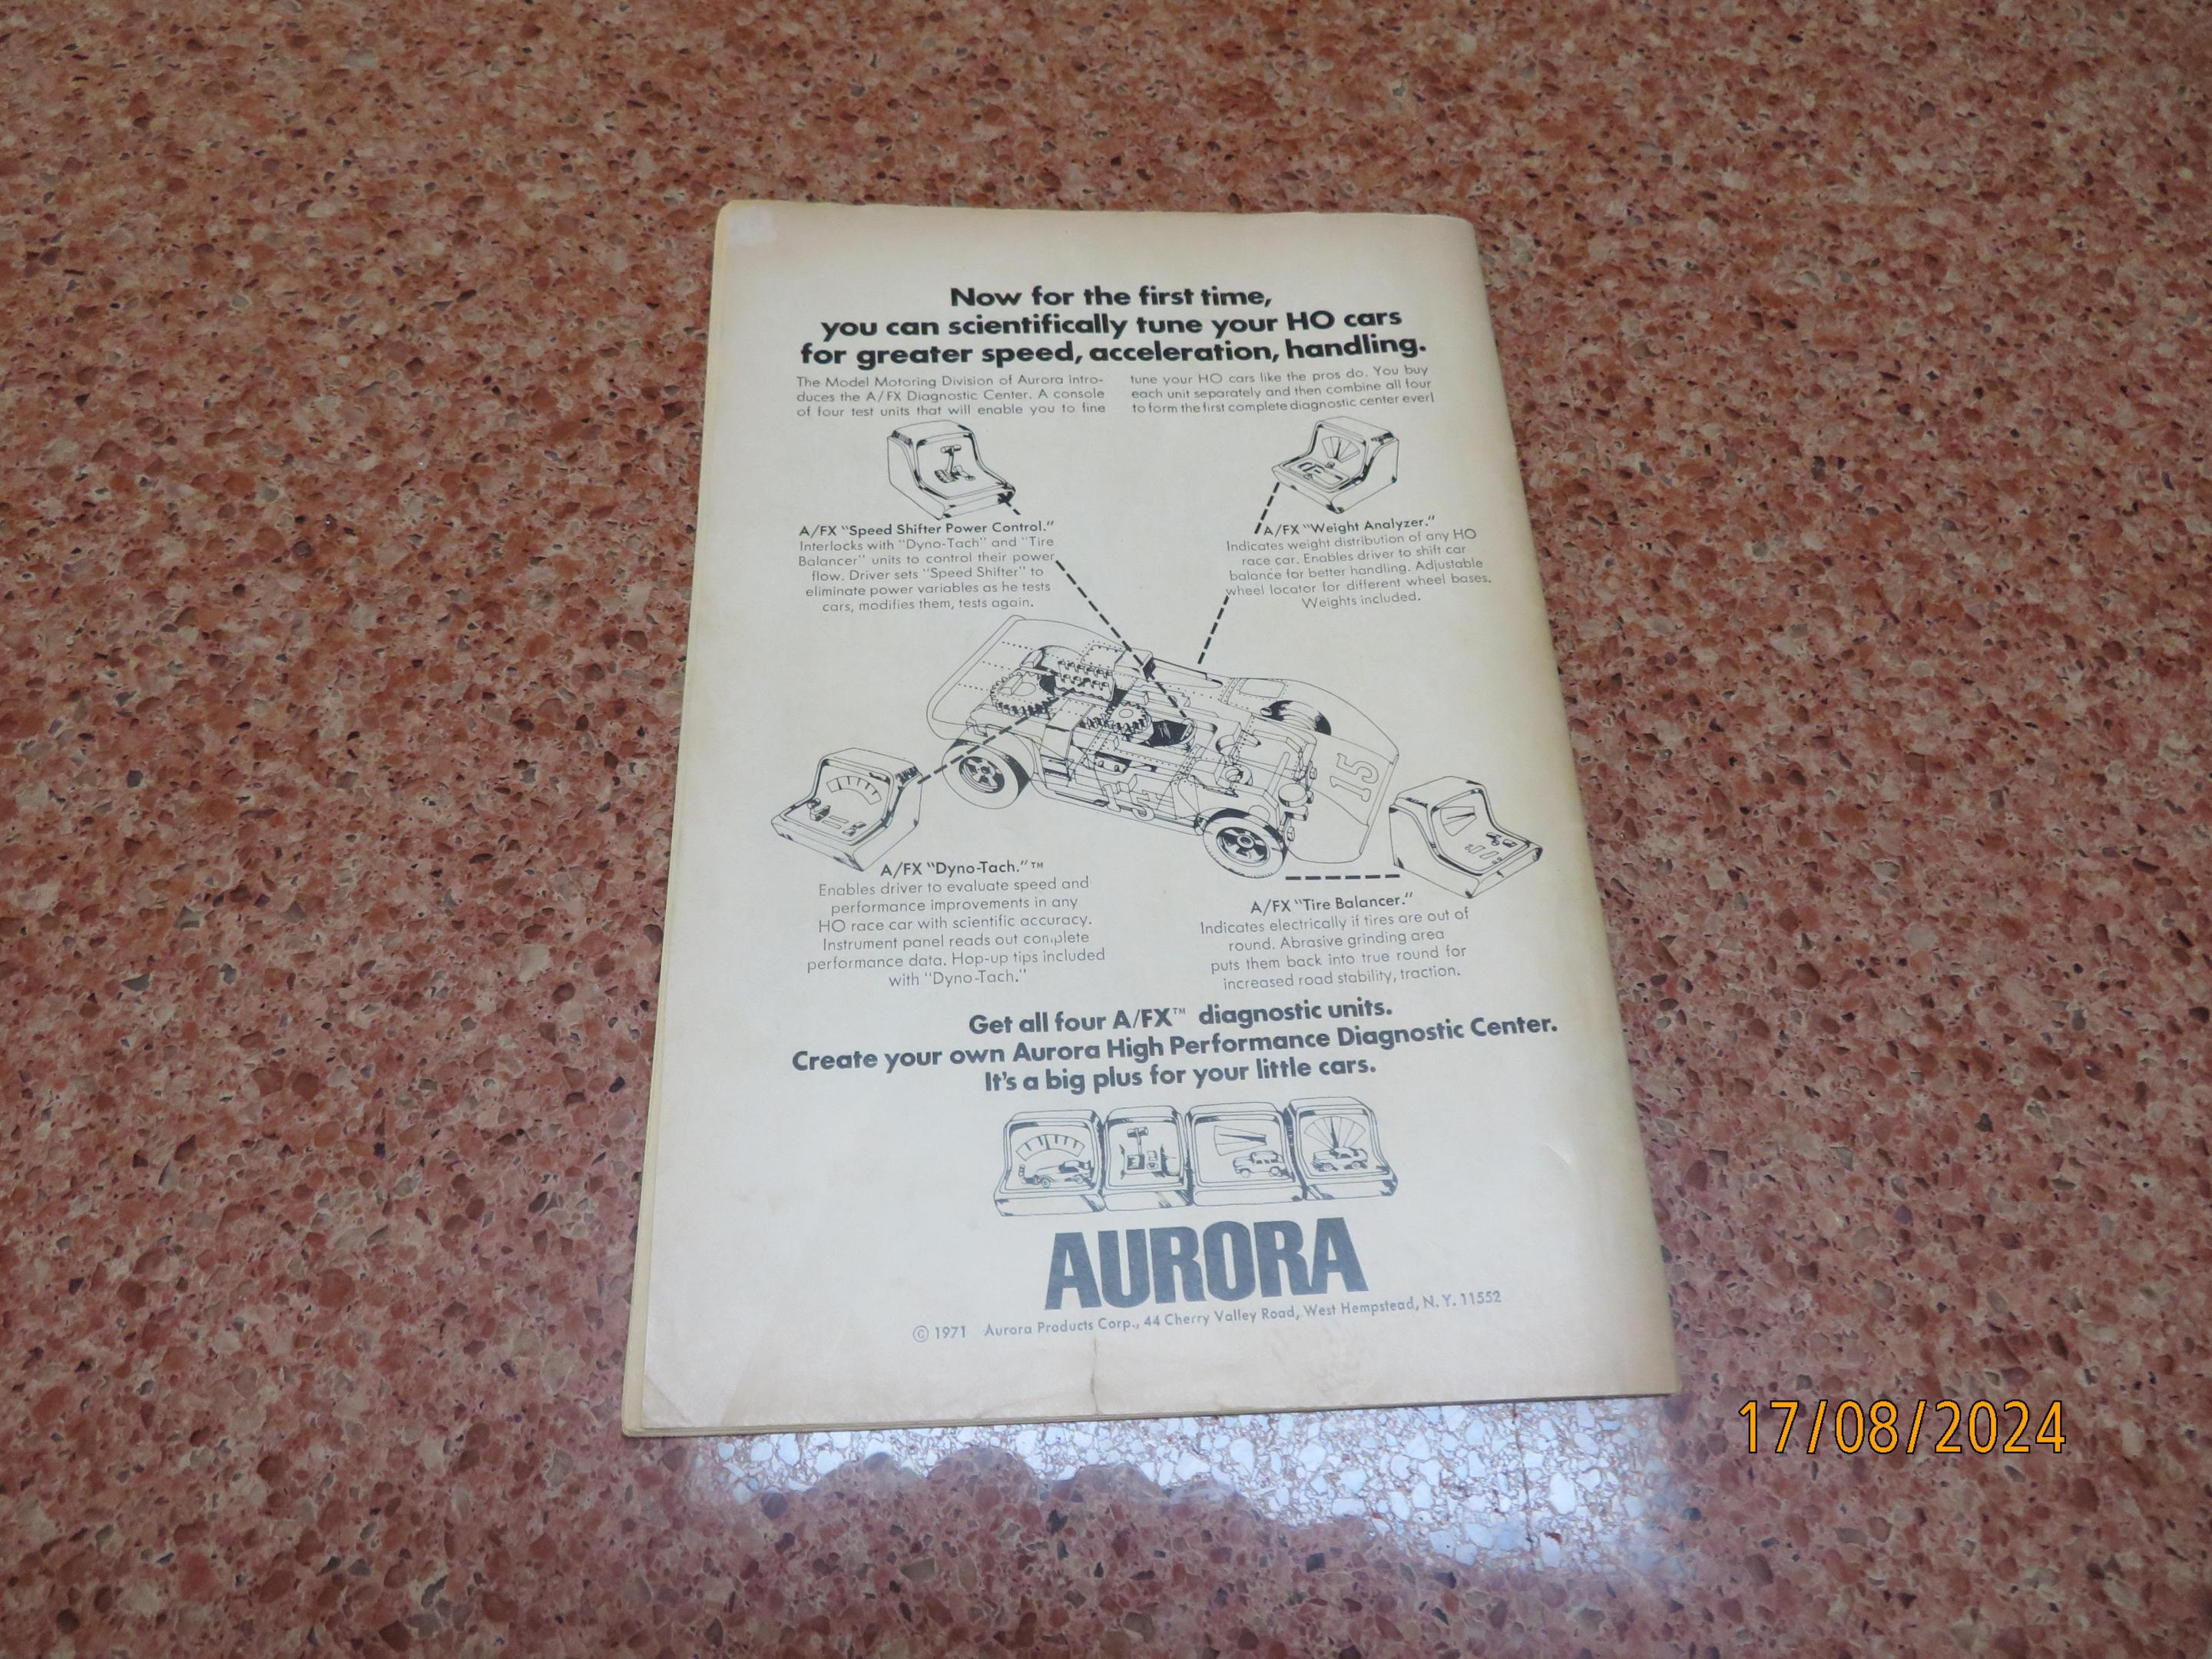 Now for the first time,
you can scientifically tune your HO cars
for greater speed, acceleration, handling.
The Model Motoring Division of Aurora intro-
duces the A/FX Diagnostic Center. A console
of four test units that will enable you to fine
tune your HO cars like the pros do. You buy
each unit separately and then combine all four
to form the first complete diagnostic center ever!
A/FX "Speed Shifter Power Control."
Interlocks with "Dyno-Tach" and "Tire
Balancer" units to control their power
flow. Driver sets "Speed Shifter" to
eliminate power variables as he tests
cars, modifies them, tests again.
A/FX "Weight Analyzer."
Indicates weight distribution of any HO
race car. Enables driver to shift car
balance for better handling. Adjustable
wheel locator for different wheel bases.
Weights included.
15
A/FX "Dyno-Tach."™
Enables driver to evaluate speed and
performance improvements in any
HO race car with scientific accuracy.
Instrument panel reads out complete
performance data. Hop-up tips included
with "Dyno-Tach."
A/FX "Tire Balancer."
Indicates electrically if tires are out of
round. Abrasive grinding area
puts them back into true round for
increased road stability, traction.
Get all four A/FX™ diagnostic units.
Create your own Aurora High Performance Diagnostic Center.
It's a big plus for your little cars.
AURORA
© 1971 Aurora Products Corp., 44 Cherry Valley Road, West Hempstead, N. Y. 11552
17/08/2024